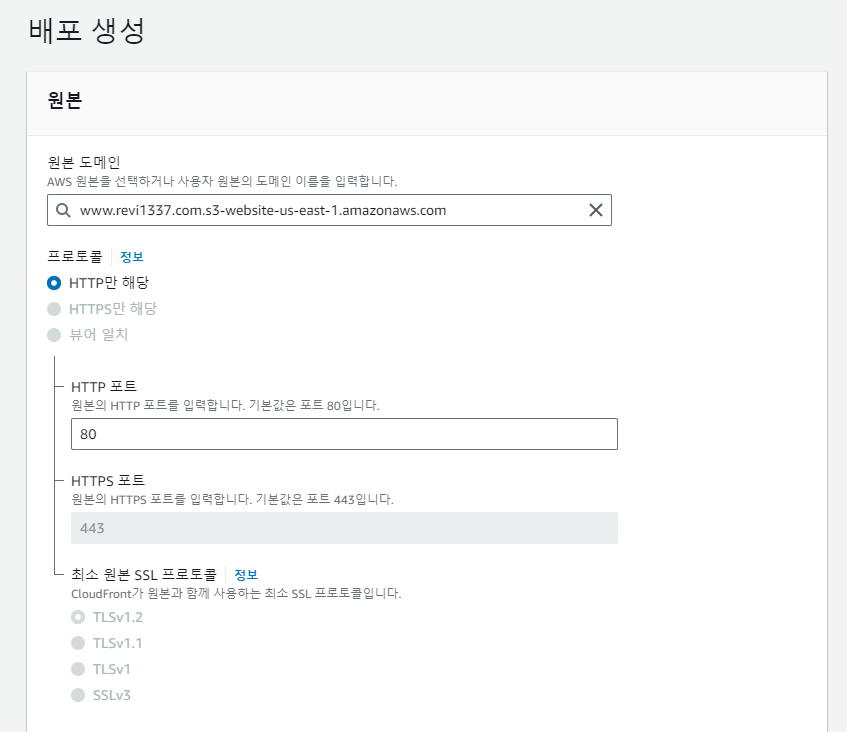 배포 생성
원본
원본 도메인
AWS 원본을 선택하거나 사용자 원본의 도메인 이름을 입력합니다.
www.revi1337.com.s3-website-us-east-1.amazonaws.com
프로토콜 정보
HTTP만 해당
HTTPS만 해당
뷰어 일치
HTTP 포트
원본의 HTTP 포트를 입력합니다. 기본값은 포트 80입니다.
80
HTTPS 포트
원본의 HTTPS 포트를 입력합니다. 기본값은 포트 443입니다.
443
최소 원본 SSL 프로토콜 정보
CloudFront가 원본과 함께 사용하는 최소 SSL 프로토콜입니다.
TLSv1.2
TLSv1.1
TLSv1
SSLv3